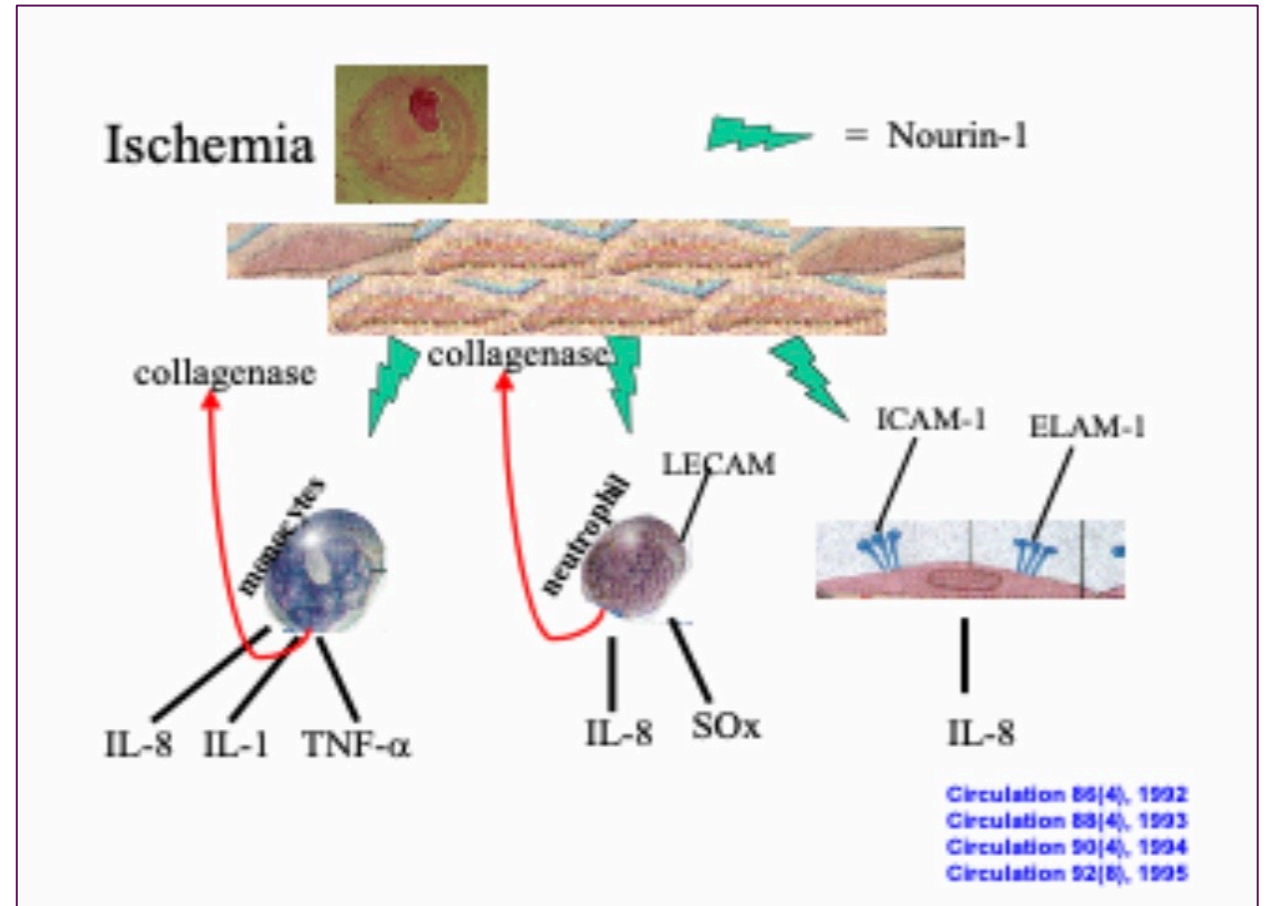 Ischemia
= Nourin-1
collagenase
collagenase
ICAM-1
ELAM-1
LECAM
monocytes
neutrophil
IL-8 IL-1 TNF-α
IL-8 SOx
IL-8
Circulation 86(4), 1992
Circulation 88(4), 1993
Circulation 90(4), 1994
Circulation 92(8), 1995